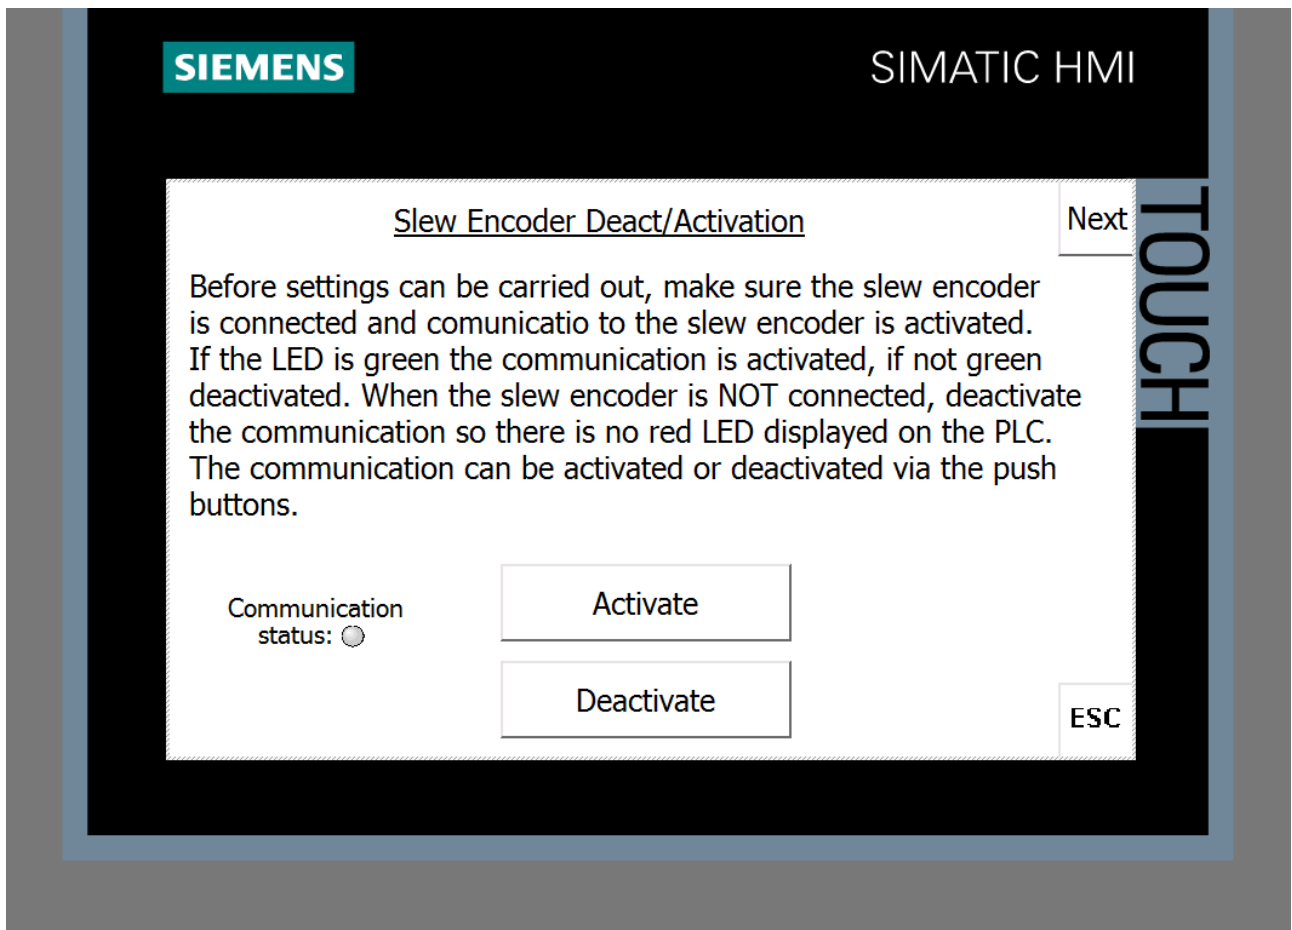 SIEMENS
SIMATIC HMI
TOUCH
Slew Encoder Deact/Activation
Next
Before settings can be carried out, make sure the slew encoder
is connected and comunicatio to the slew encoder is activated.
If the LED is green the communication is activated, if not green
deactivated. When the slew encoder is NOT connected, deactivate
the communication so there is no red LED displayed on the PLC.
The communication can be activated or deactivated via the push
buttons.
Communication
status:
Activate
Deactivate
ESC